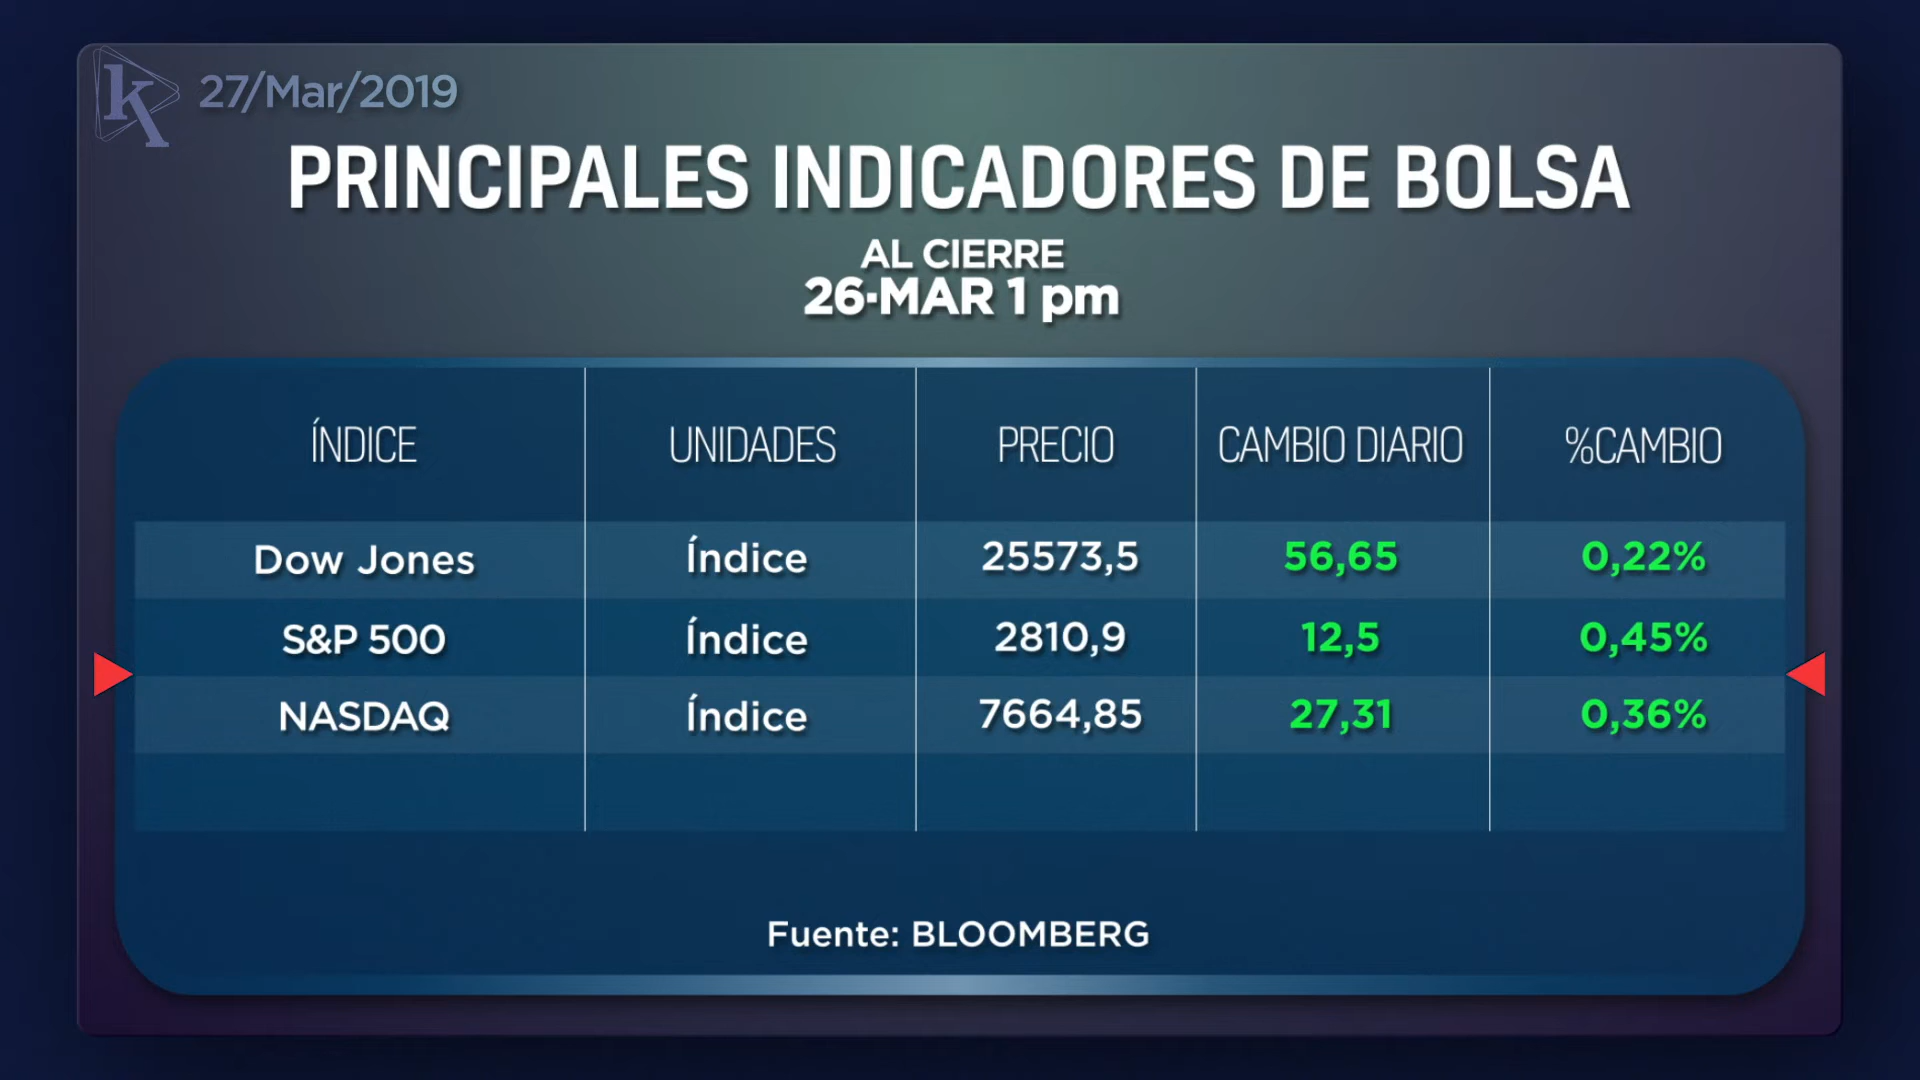 k 27/Mar/2019
PRINCIPALES INDICADORES DE BOLSA
AL CIERRE
26·MAR 1 pm
ÍNDICE UNIDADES PRECIO CAMBIO DIARIO %CAMBIO
Dow Jones Índice 25573,5 56,65 0,22%
S&P 500 Índice 2810,9 12,5 0,45%
NASDAQ Índice 7664,85 27,31 0,36%
Fuente: BLOOMBERG